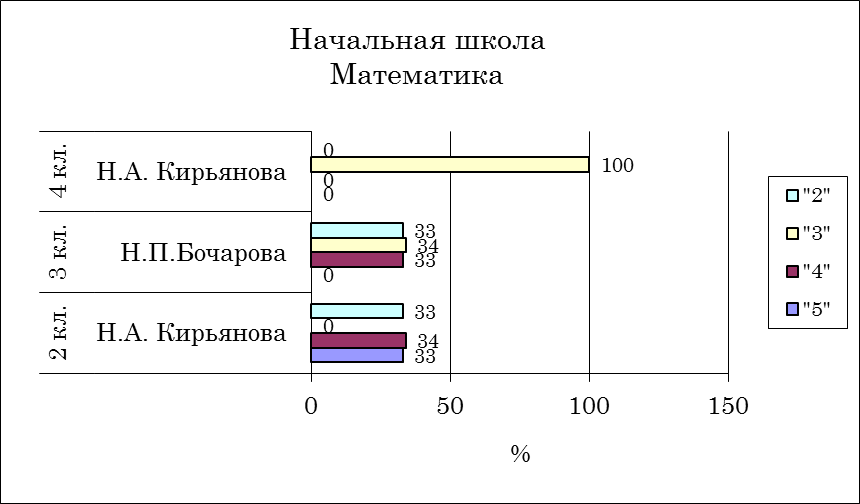 Начальная школа
Математика
4 кл.
Н.А. Кирьянова
0
100
0
0
3 кл.
Н.П.Бочарова
33
34
33
0
2 кл.
Н.А. Кирьянова
33
0
34
33
0 50 100 150
%
"2"
"3"
"4"
"5"